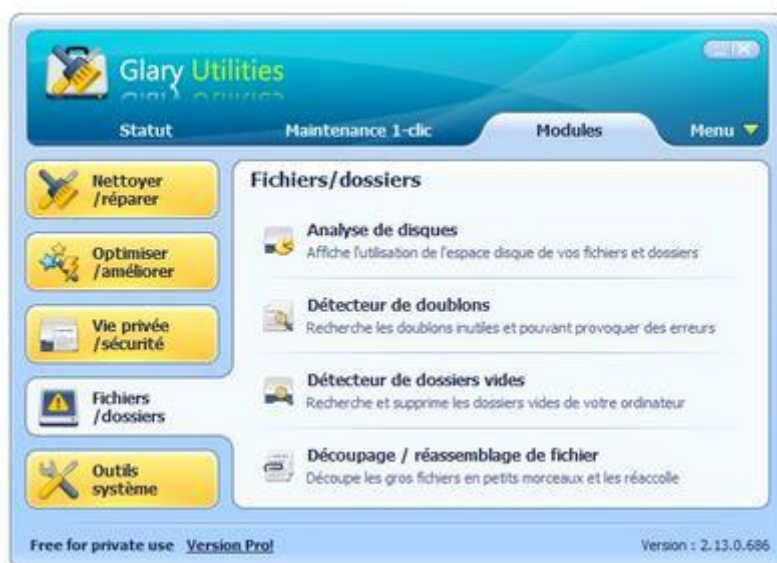 Glary Utilities
Statut
Maintenance 1-clic
Modules
Menu
Nettoyer
/réparer
Optimiser
/améliorer
Vie privée
/sécurité
Fichiers
/dossiers
Outils
système
Fichiers/dossiers
Analyse de disques
Affiche l'utilisation de l'espace disque de vos fichiers et dossiers
Détecteur de doublons
Recherche les doublons inutiles et pouvant provoquer des erreurs
Détecteur de dossiers vides
Recherche et supprime les dossiers vides de votre ordinateur
Découpage / réassemblage de fichier
Découpe les gros fichiers en petits morceaux et les réaccolle
Free for private use Version Pro!
Version : 2.13.0.686